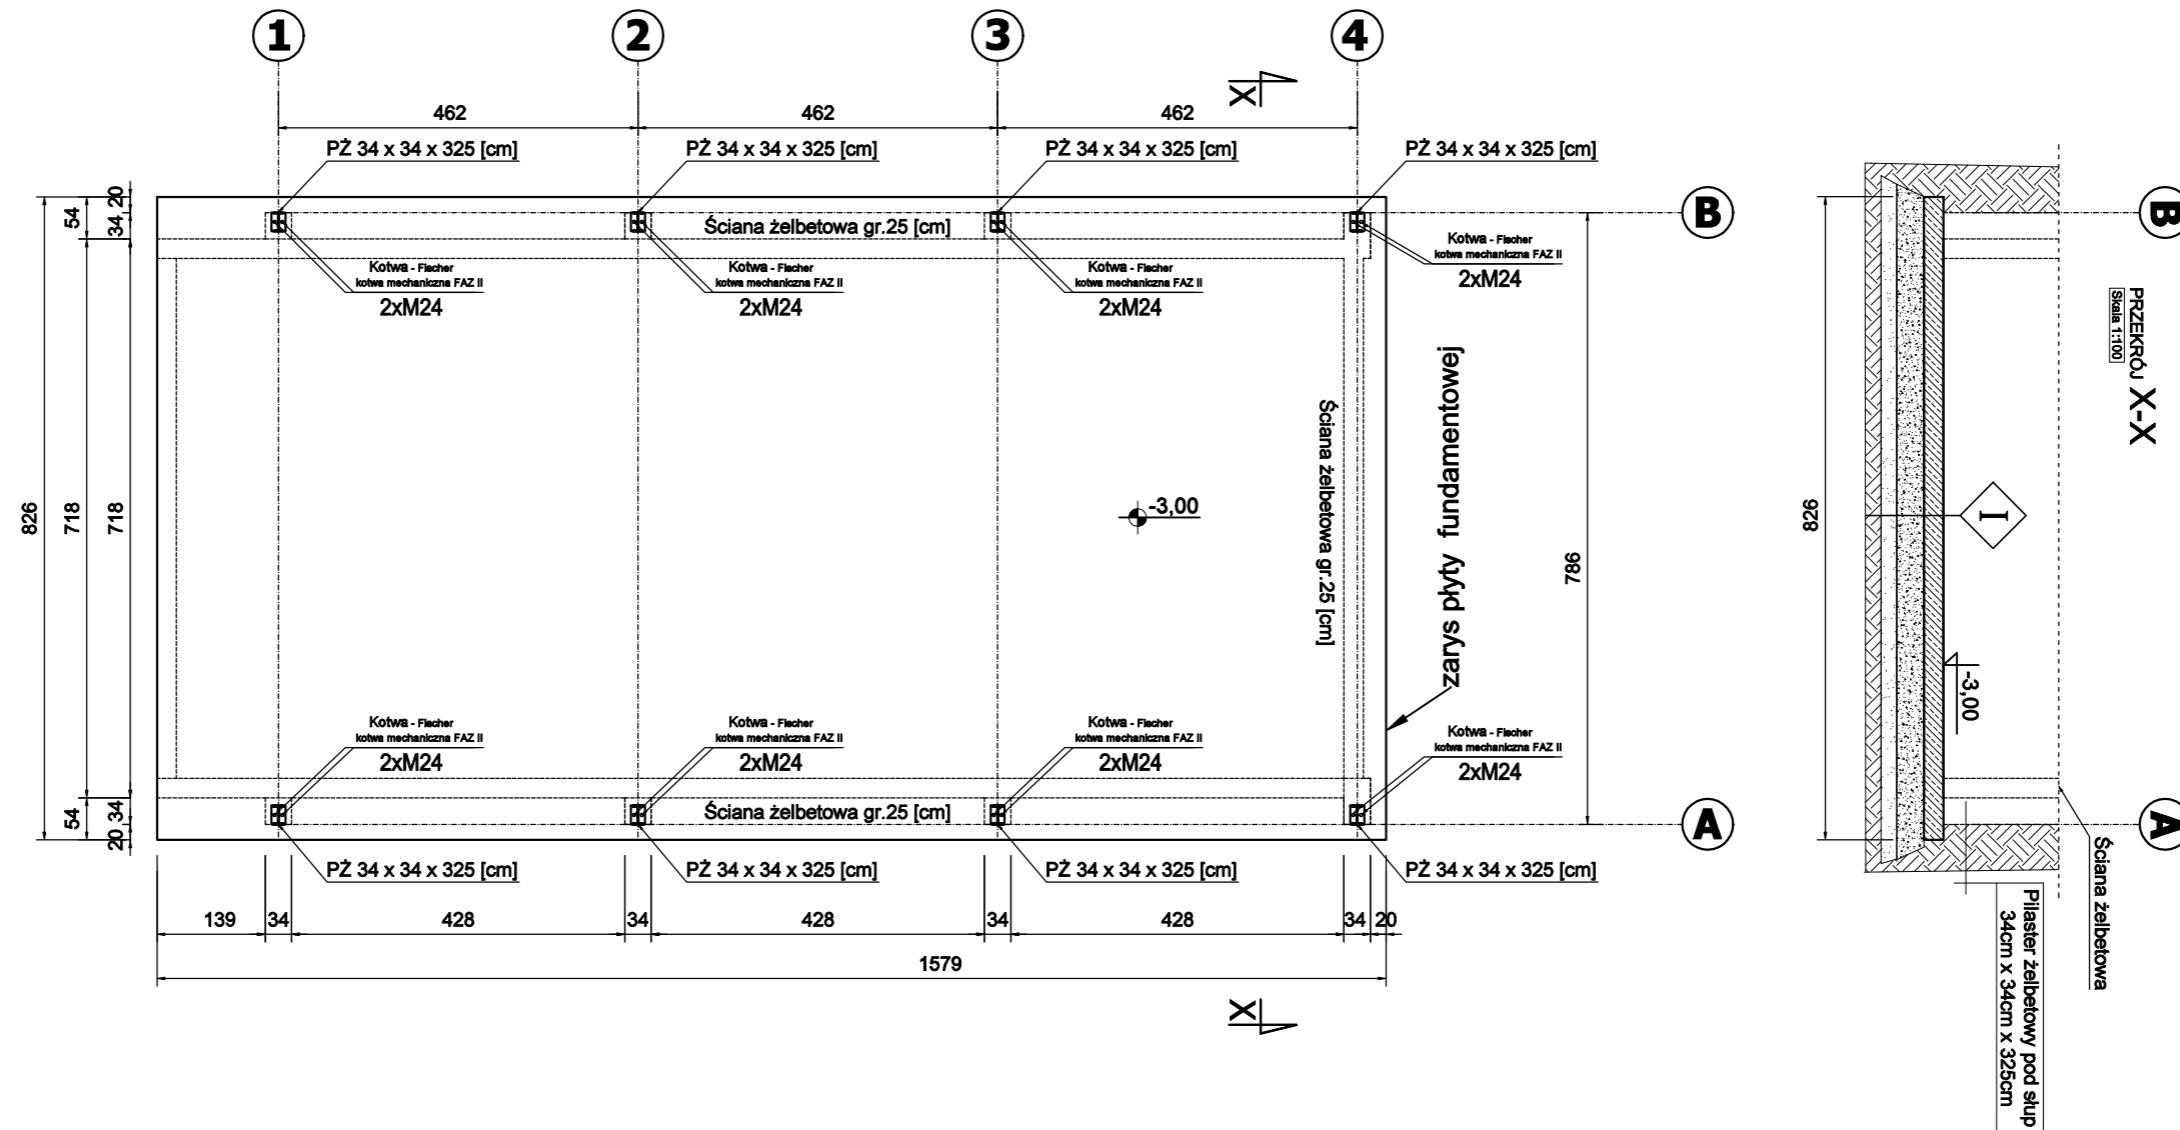 1
2
3
4
X
462
462
462
PŻ 34 x 34 x 325 [cm]
PŻ 34 x 34 x 325 [cm]
PŻ 34 x 34 x 325 [cm]
PŻ 34 x 34 x 325 [cm]
20
54
34
B
Ściana żelbetowa gr.25 [cm]
Kotwa - Fischer
kotwa mechaniczna FAZ II
2xM24
Kotwa - Fischer
kotwa mechaniczna FAZ II
2xM24
Kotwa - Fischer
kotwa mechaniczna FAZ II
2xM24
Kotwa - Fischer
kotwa mechaniczna FAZ II
2xM24
826
718
718
-3,00
Ściana żelbetowa gr.25 [cm]
zarys płyty fundamentowej
786
Kotwa - Fischer
kotwa mechaniczna FAZ II
2xM24
Kotwa - Fischer
kotwa mechaniczna FAZ II
2xM24
Kotwa - Fischer
kotwa mechaniczna FAZ II
2xM24
Kotwa - Fischer
kotwa mechaniczna FAZ II
2xM24
54
34
20
Ściana żelbetowa gr.25 [cm]
A
PŻ 34 x 34 x 325 [cm]
PŻ 34 x 34 x 325 [cm]
PŻ 34 x 34 x 325 [cm]
PŻ 34 x 34 x 325 [cm]
139
34
428
34
428
34
428
34
20
1579
X
B
PRZEKRÓJ X-X
Skala 1:100
826
I
-3,00
A
Ściana żelbetowa
Pilaster żelbetowy pod słup
34cm x 34cm x 325cm